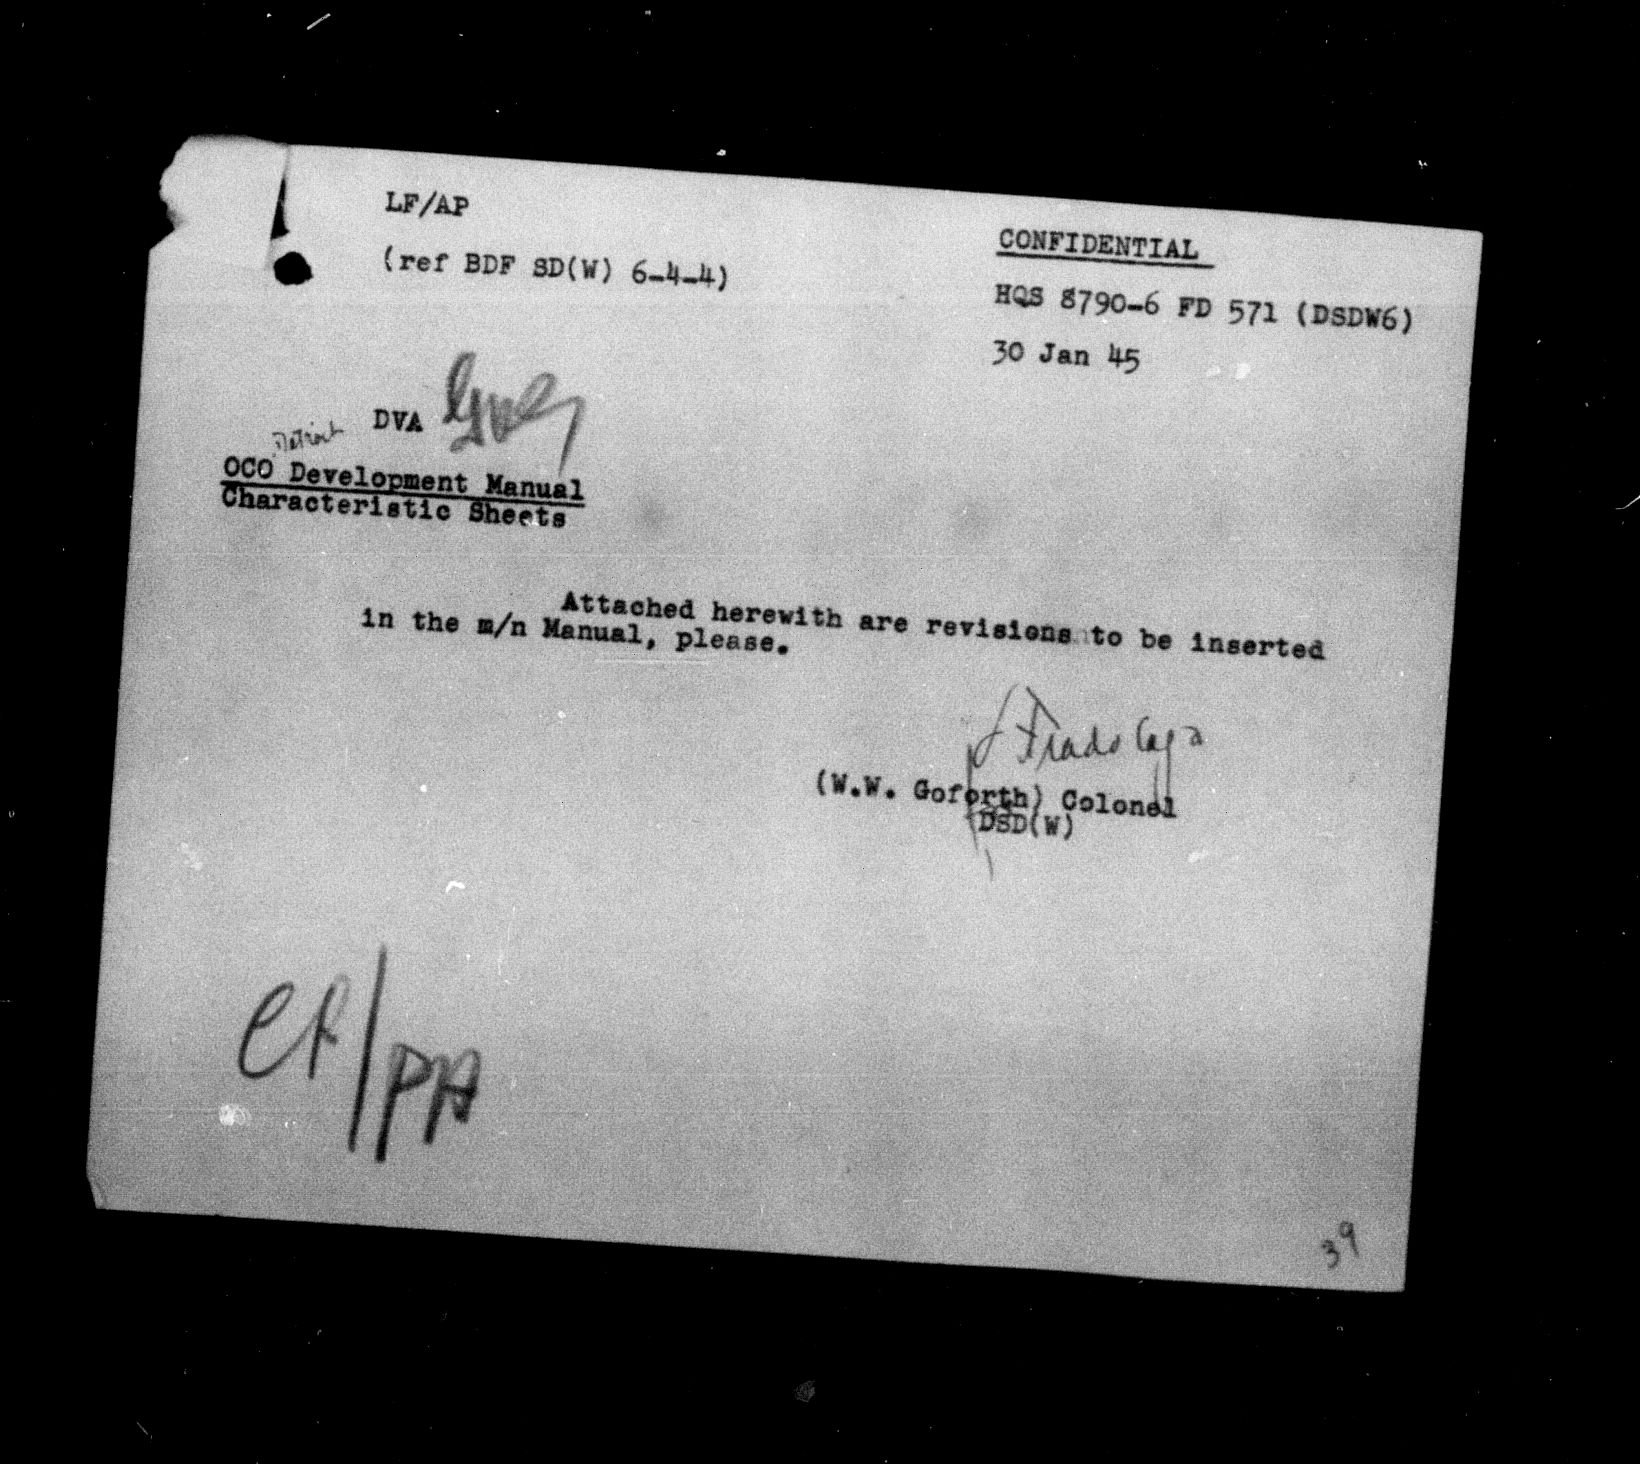 LF/AP
(ref BDF SD(W) 6-4-4)
CONFIDENTIAL
HQS 8790-6 FD 571 (DSDW6)
30 Jan 45
DVA
Detroit
OCO Development Manual
Characteristic Sheets
Attached herewith are revisions to be inserted
in the m/n Manual, please.
(W.W. Goforth) Colonel
DSD(W)
39